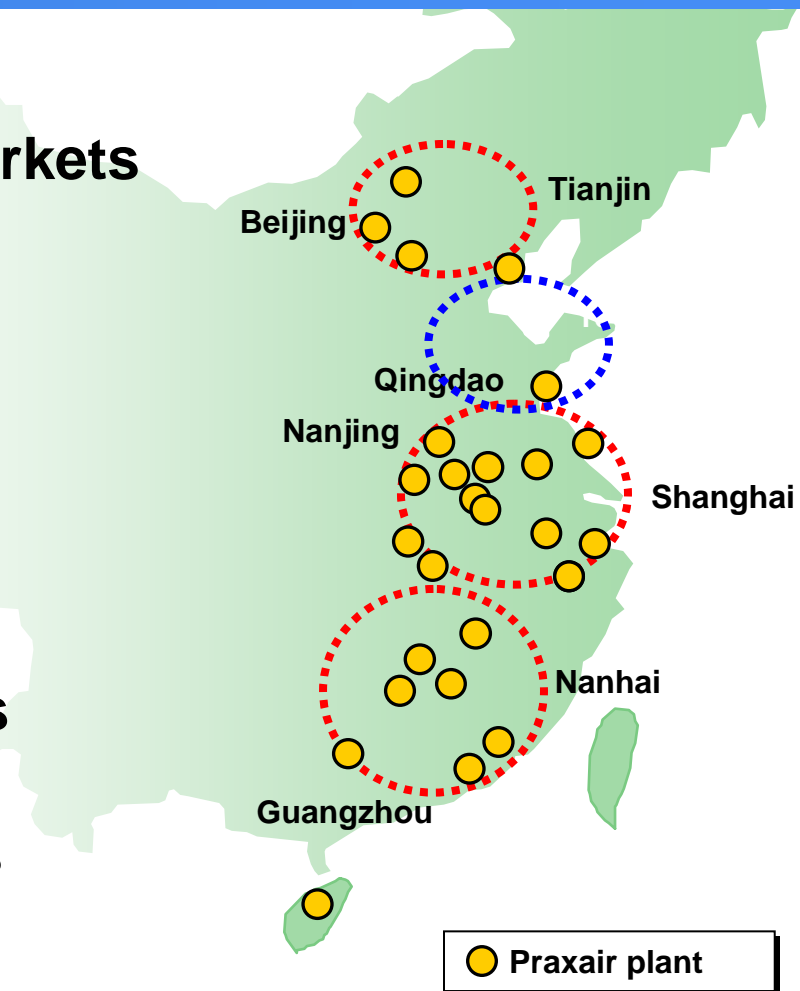 rkets
Tianjin
Beijing
Qingdao
Nanjing
Shanghai
Nanhai
s
Guangzhou
Praxair plant